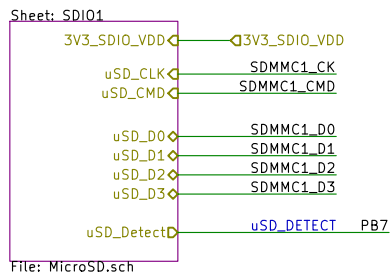 Sheet: SDIO1
3V3_SDIO_VDD 3V3_SDIO_VDD
uSD_CLK SDMMC1_CK
uSD_CMD SDMMC1_CMD
uSD_D0 SDMMC1_D0
uSD_D1 SDMMC1_D1
uSD_D2 SDMMC1_D2
uSD_D3 SDMMC1_D3
uSD_Detect uSD_DETECT PB7
File: MicroSD.sch